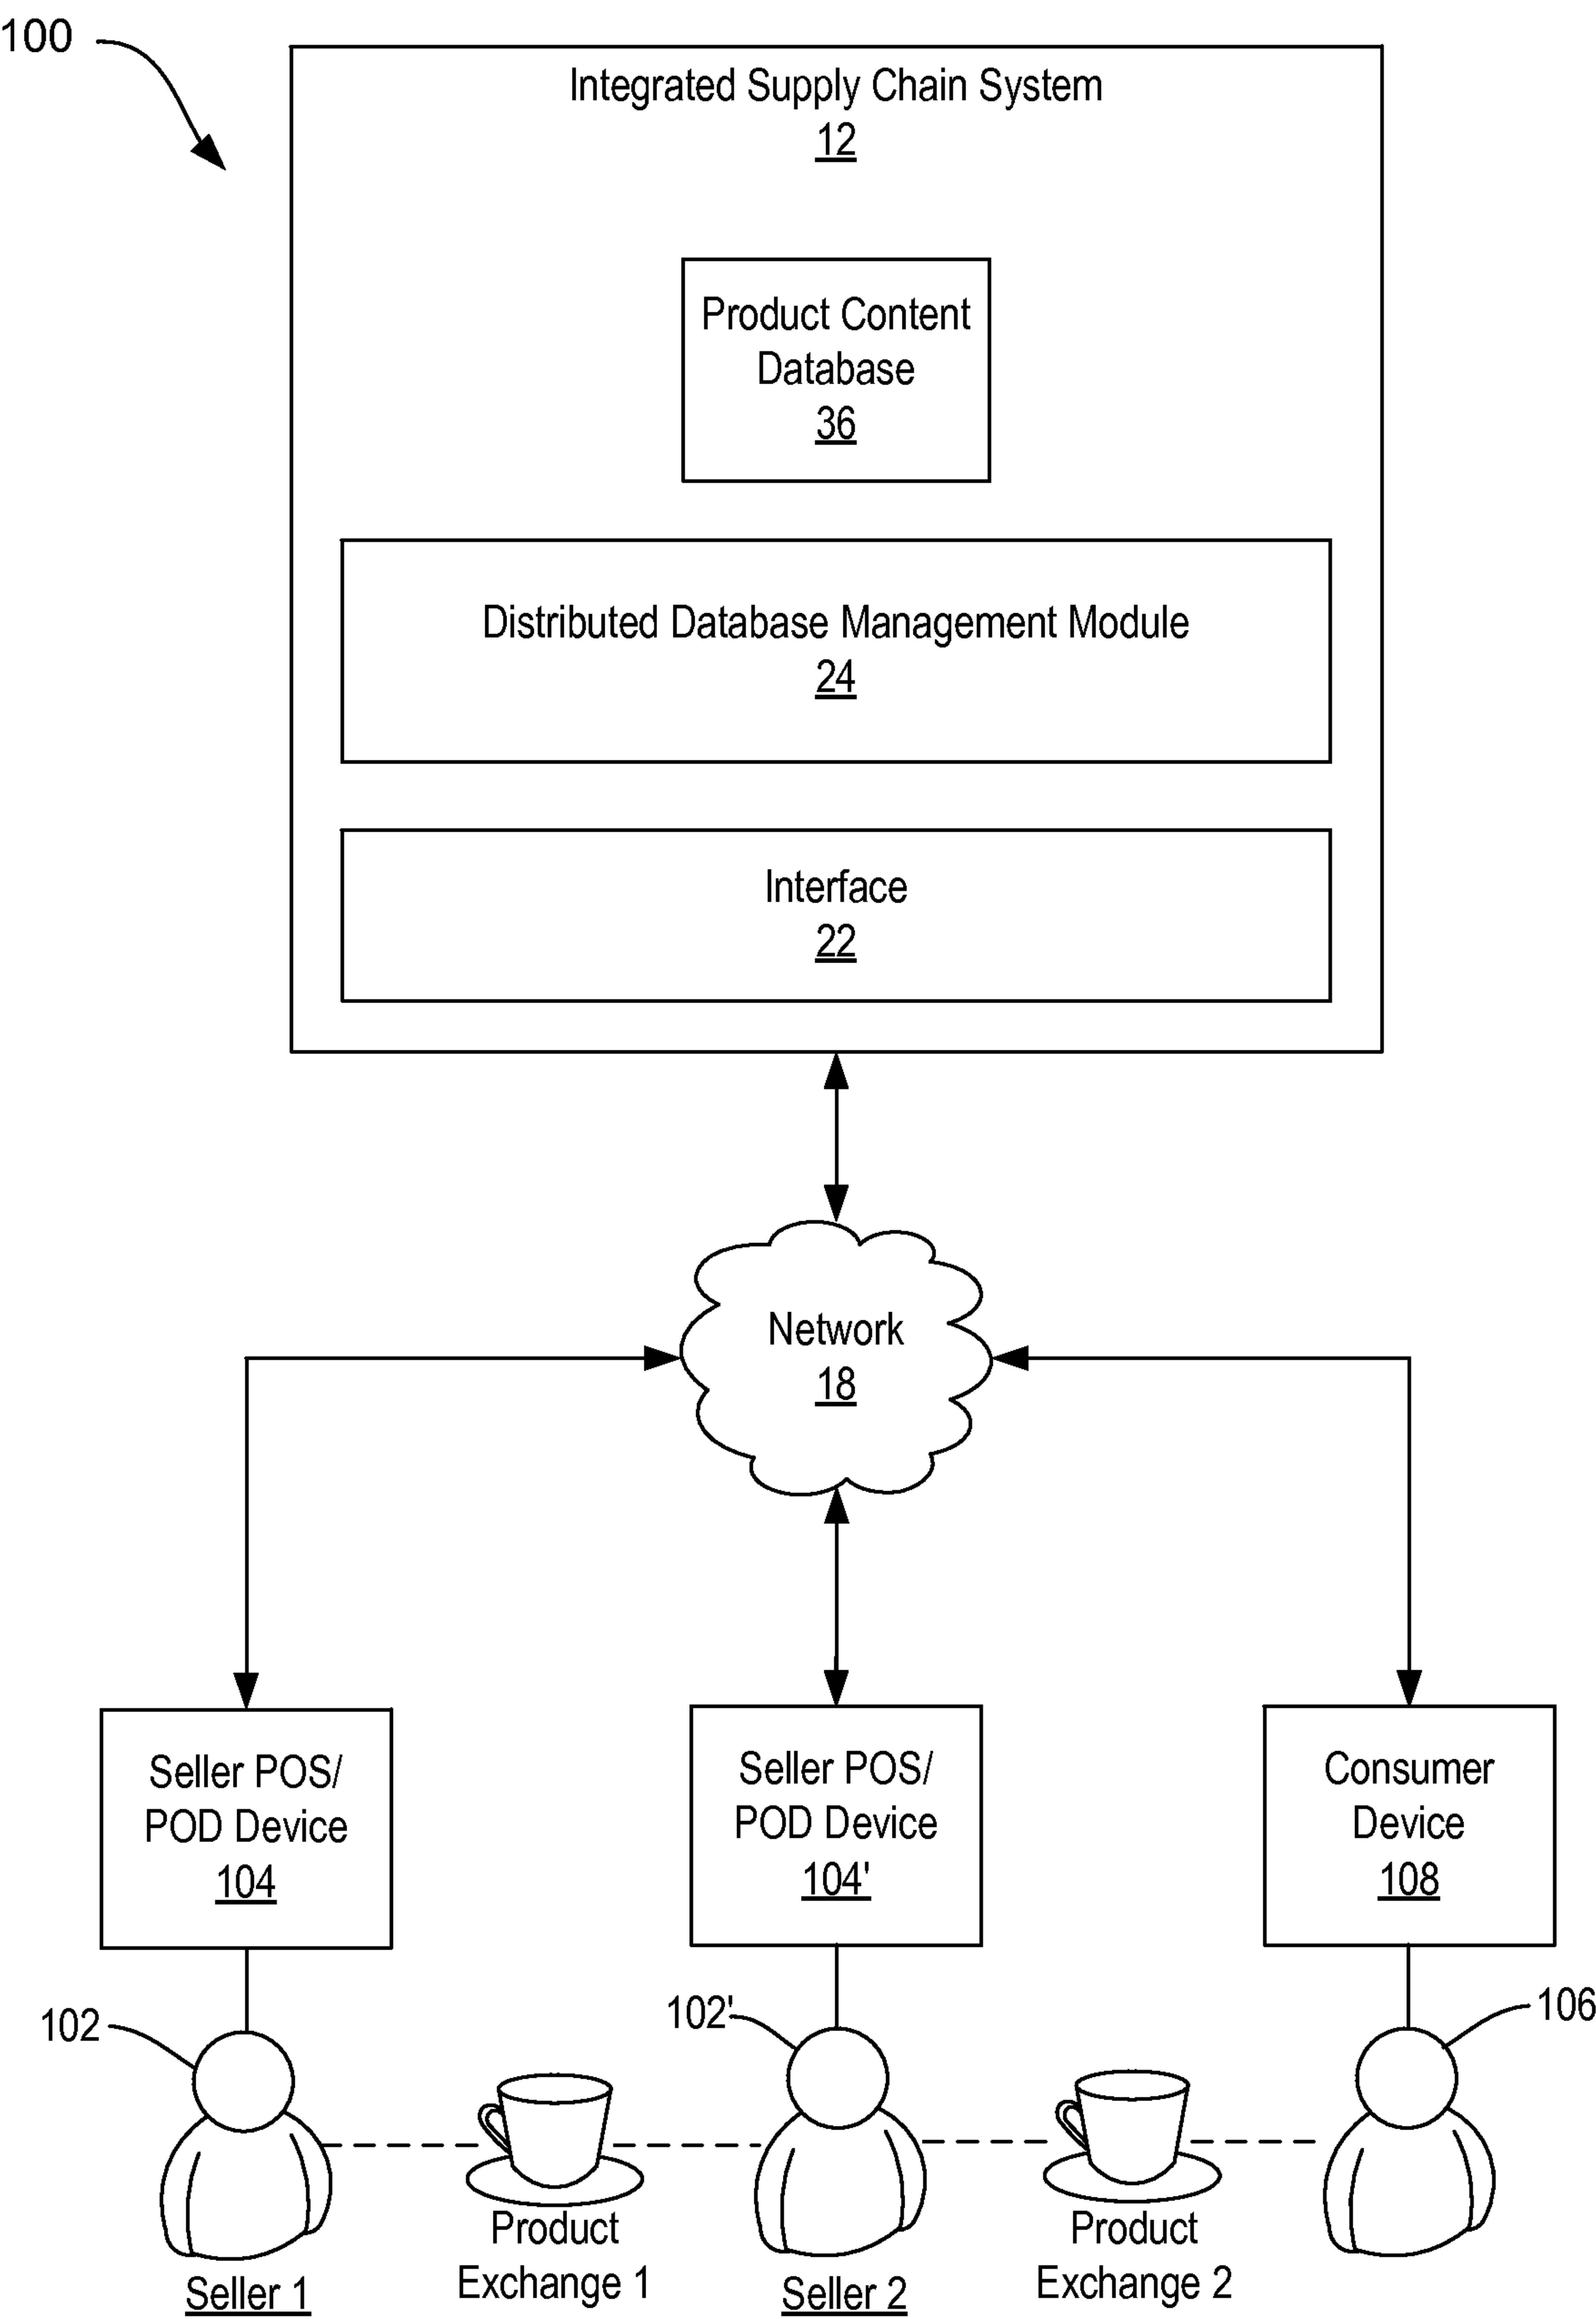 100
Integrated Supply Chain System
12
Product Content
Database
36
Distributed Database Management Module
24
Interface
22
Network
18
Seller POS/
POD Device
104
Seller POS/
POD Device
104'
Consumer
Device
108
102
102'
106
Product
Exchange 1
Product
Exchange 2
Seller 1
Seller 2